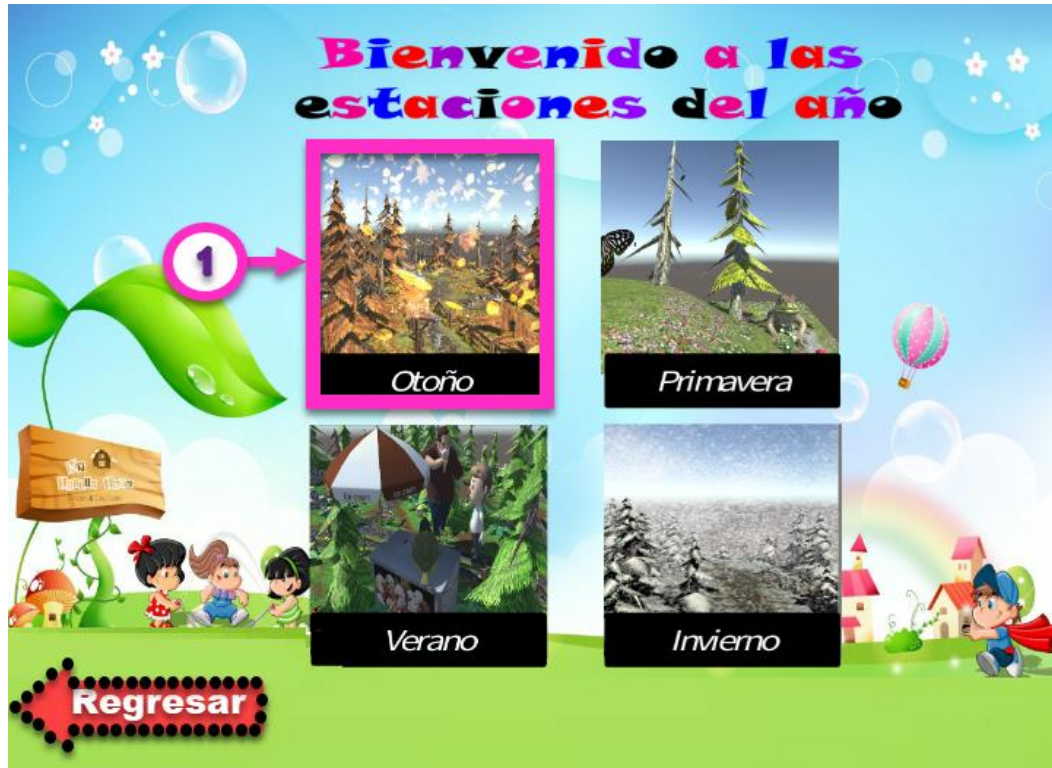 Bienvenido a las
estaciones del año
1
Otoño
Primavera
Verano
Invierno
Regresar